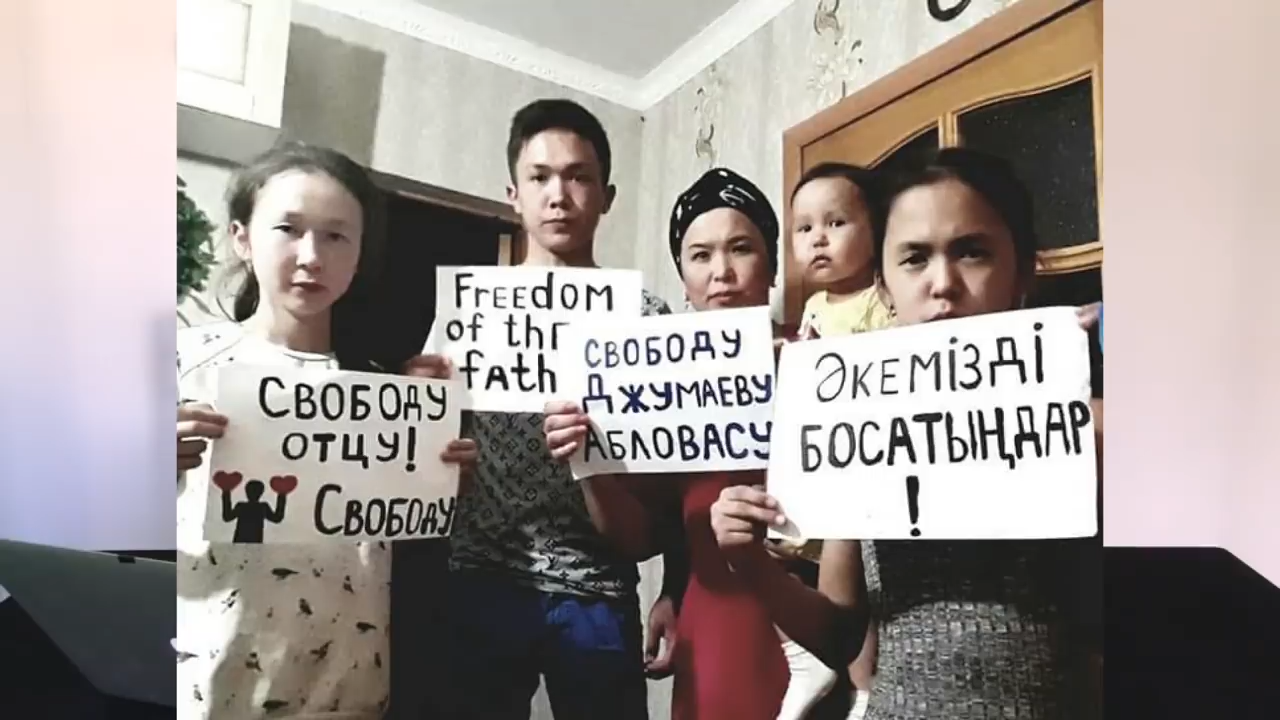 СВОБОДУ
ОТЦУ!
СВОБОДУ
FreedOM
of thr
fAth
СВОБОДУ
ДЖУМАЕВУ
АБЛОВАСУ
ӘКЕМІЗДІ
БОСАТЫҢДАР
!